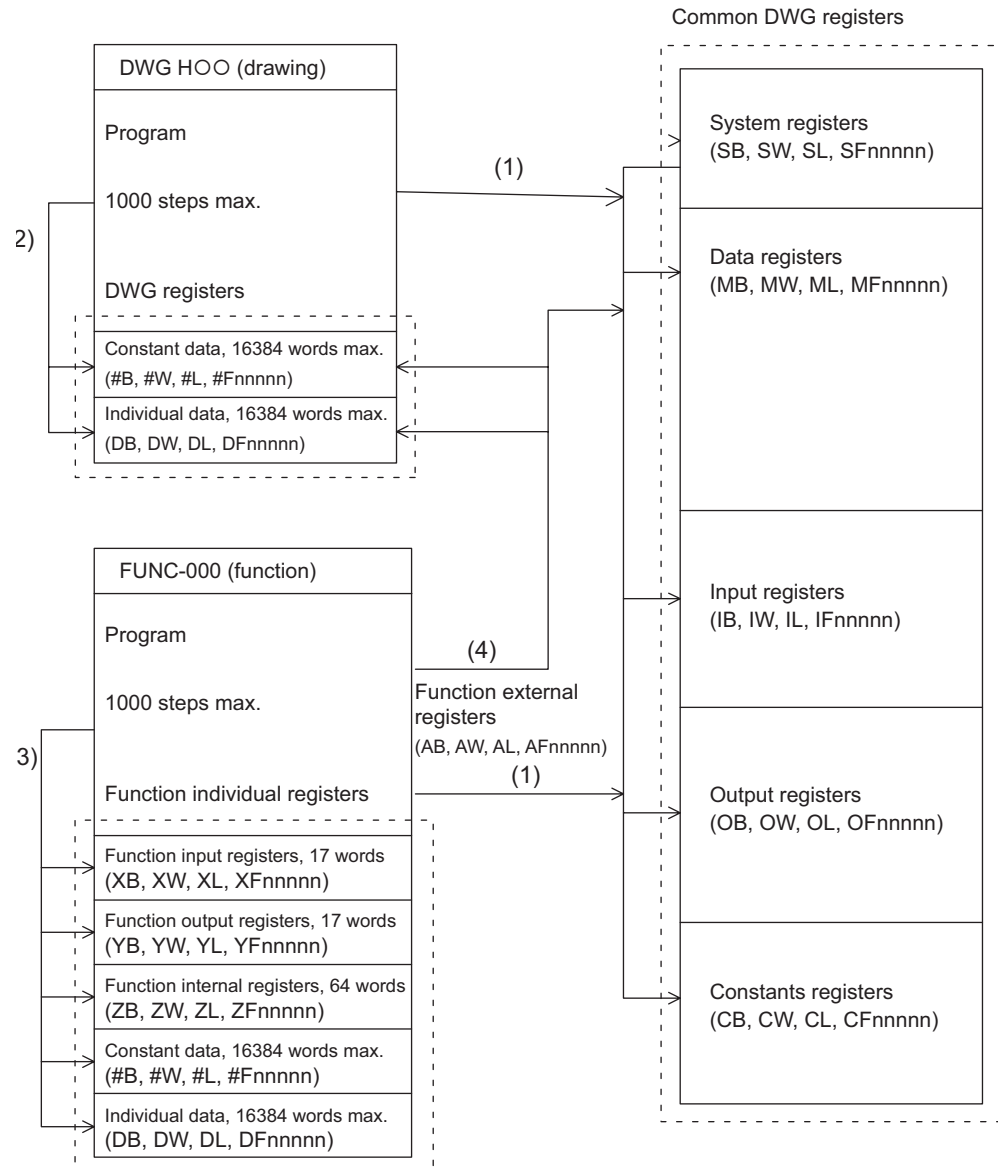 Common DWG registers
DWG H○○ (drawing)
Program
1000 steps max.
DWG registers
Constant data, 16384 words max.
(#B, #W, #L, #Fnnnnn)
Individual data, 16384 words max.
(DB, DW, DL, DFnnnnn)
2)
(1)
System registers
(SB, SW, SL, SFnnnnn)
Data registers
(MB, MW, ML, MFnnnnn)
Input registers
(IB, IW, IL, IFnnnnn)
Output registers
(OB, OW, OL, OFnnnnn)
Constants registers
(CB, CW, CL, CFnnnnn)
FUNC-000 (function)
Program
1000 steps max.
Function individual registers
Function input registers, 17 words
(XB, XW, XL, XFnnnnn)
Function output registers, 17 words
(YB, YW, YL, YFnnnnn)
Function internal registers, 64 words
(ZB, ZW, ZL, ZFnnnnn)
Constant data, 16384 words max.
(#B, #W, #L, #Fnnnnn)
Individual data, 16384 words max.
(DB, DW, DL, DFnnnnn)
3)
(4)
Function external
registers
(AB, AW, AL, AFnnnnn)
(1)